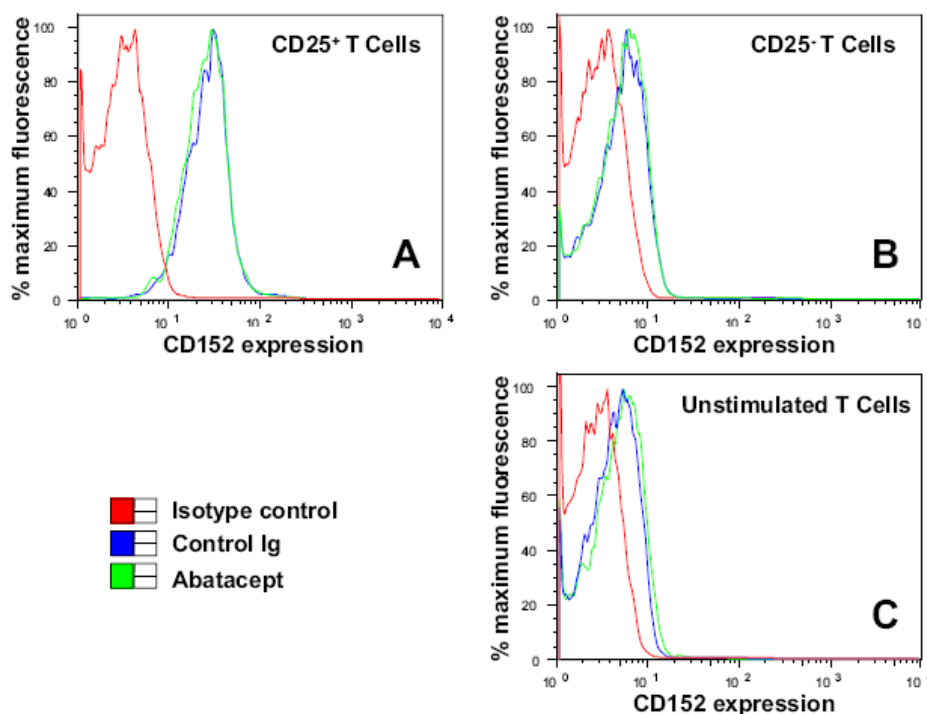 CD25⁺ T Cells
% maximum fluorescence
100
80
60
40
20
0
A
10⁰ 10¹ 10² 10³ 10⁴
CD152 expression
CD25⁻ T Cells
% maximum fluorescence
100
80
60
40
20
0
B
10⁰ 10¹ 10² 10³ 10
CD152 expression
Isotype control
Control Ig
Abatacept
Unstimulated T Cells
% maximum fluorescence
100
80
60
40
20
0
C
10⁰ 10¹ 10² 10³ 10
CD152 expression